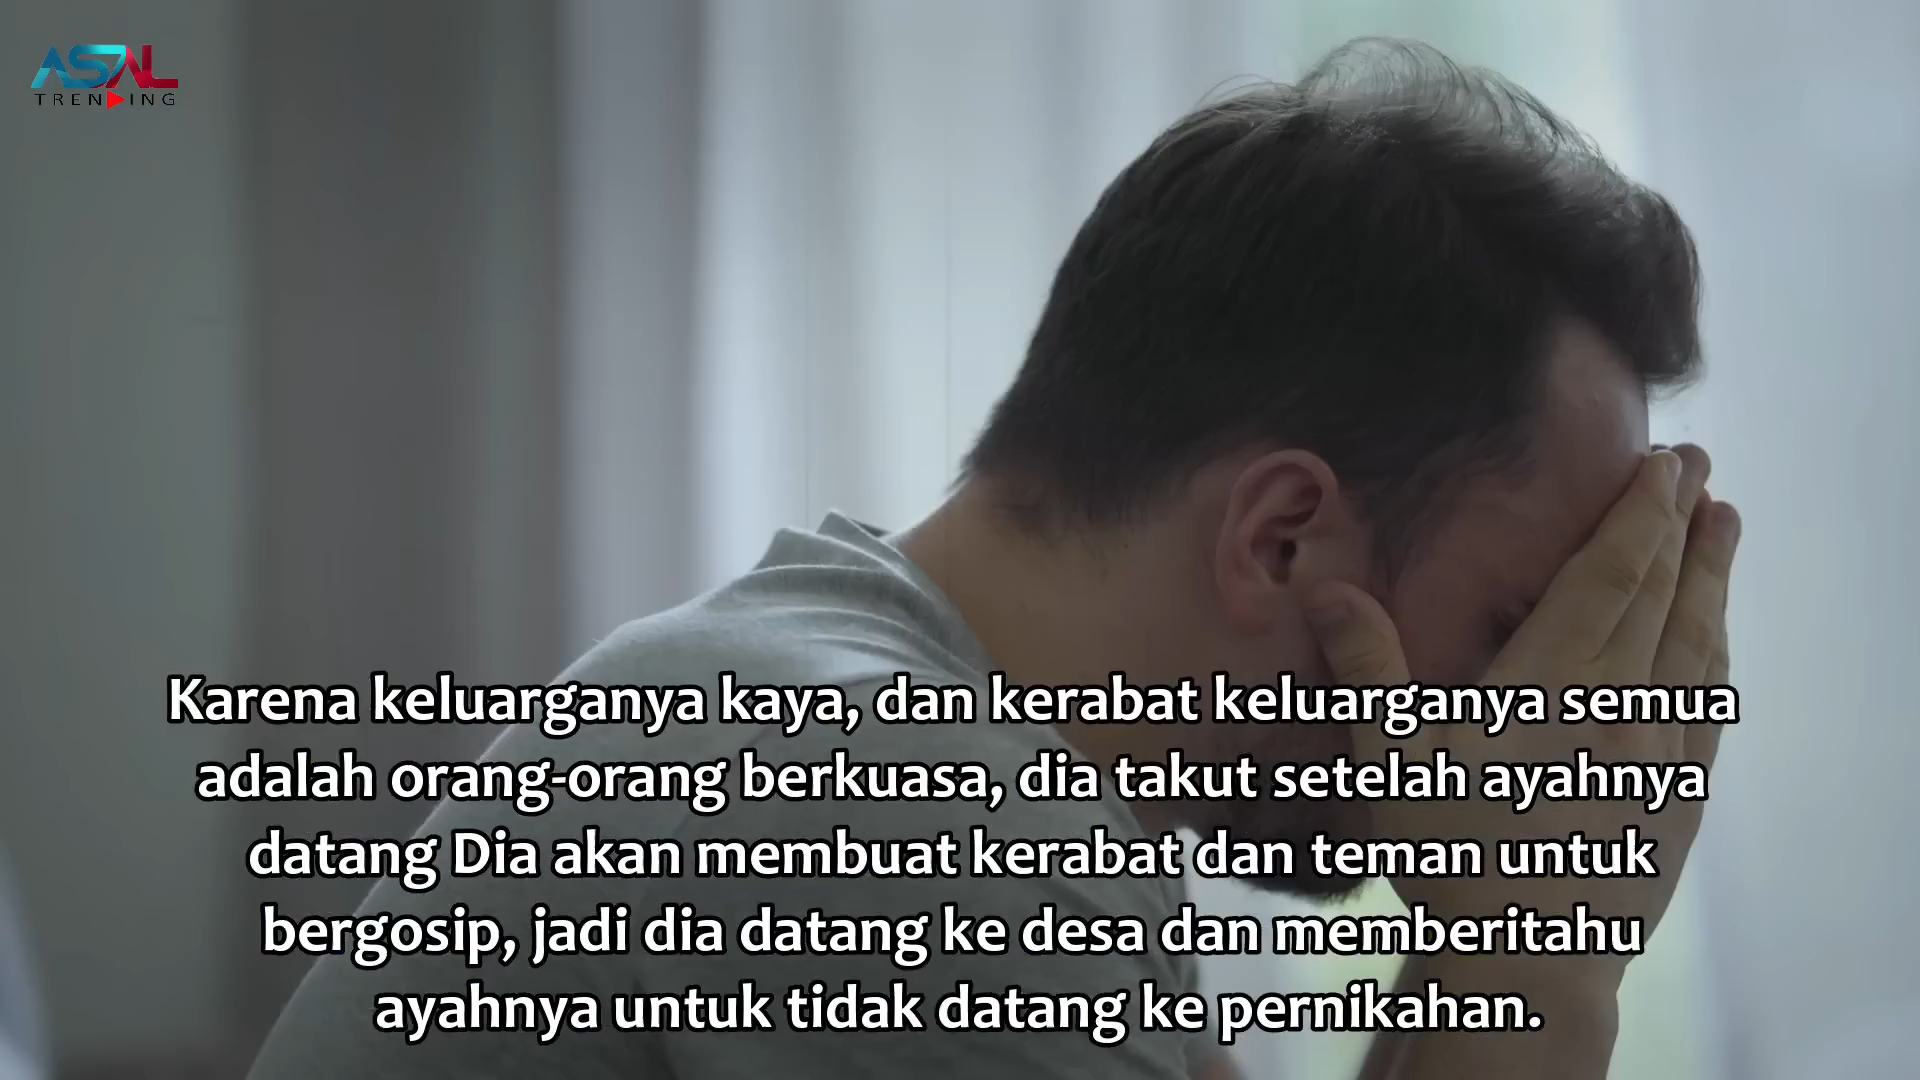 ASAL
TRENDING
Karena keluarganya kaya, dan kerabat keluarganya semua
adalah orang-orang berkuasa, dia takut setelah ayahnya
datang Dia akan membuat kerabat dan teman untuk
bergosip, jadi dia datang ke desa dan memberitahu
ayahnya untuk tidak datang ke pernikahan.